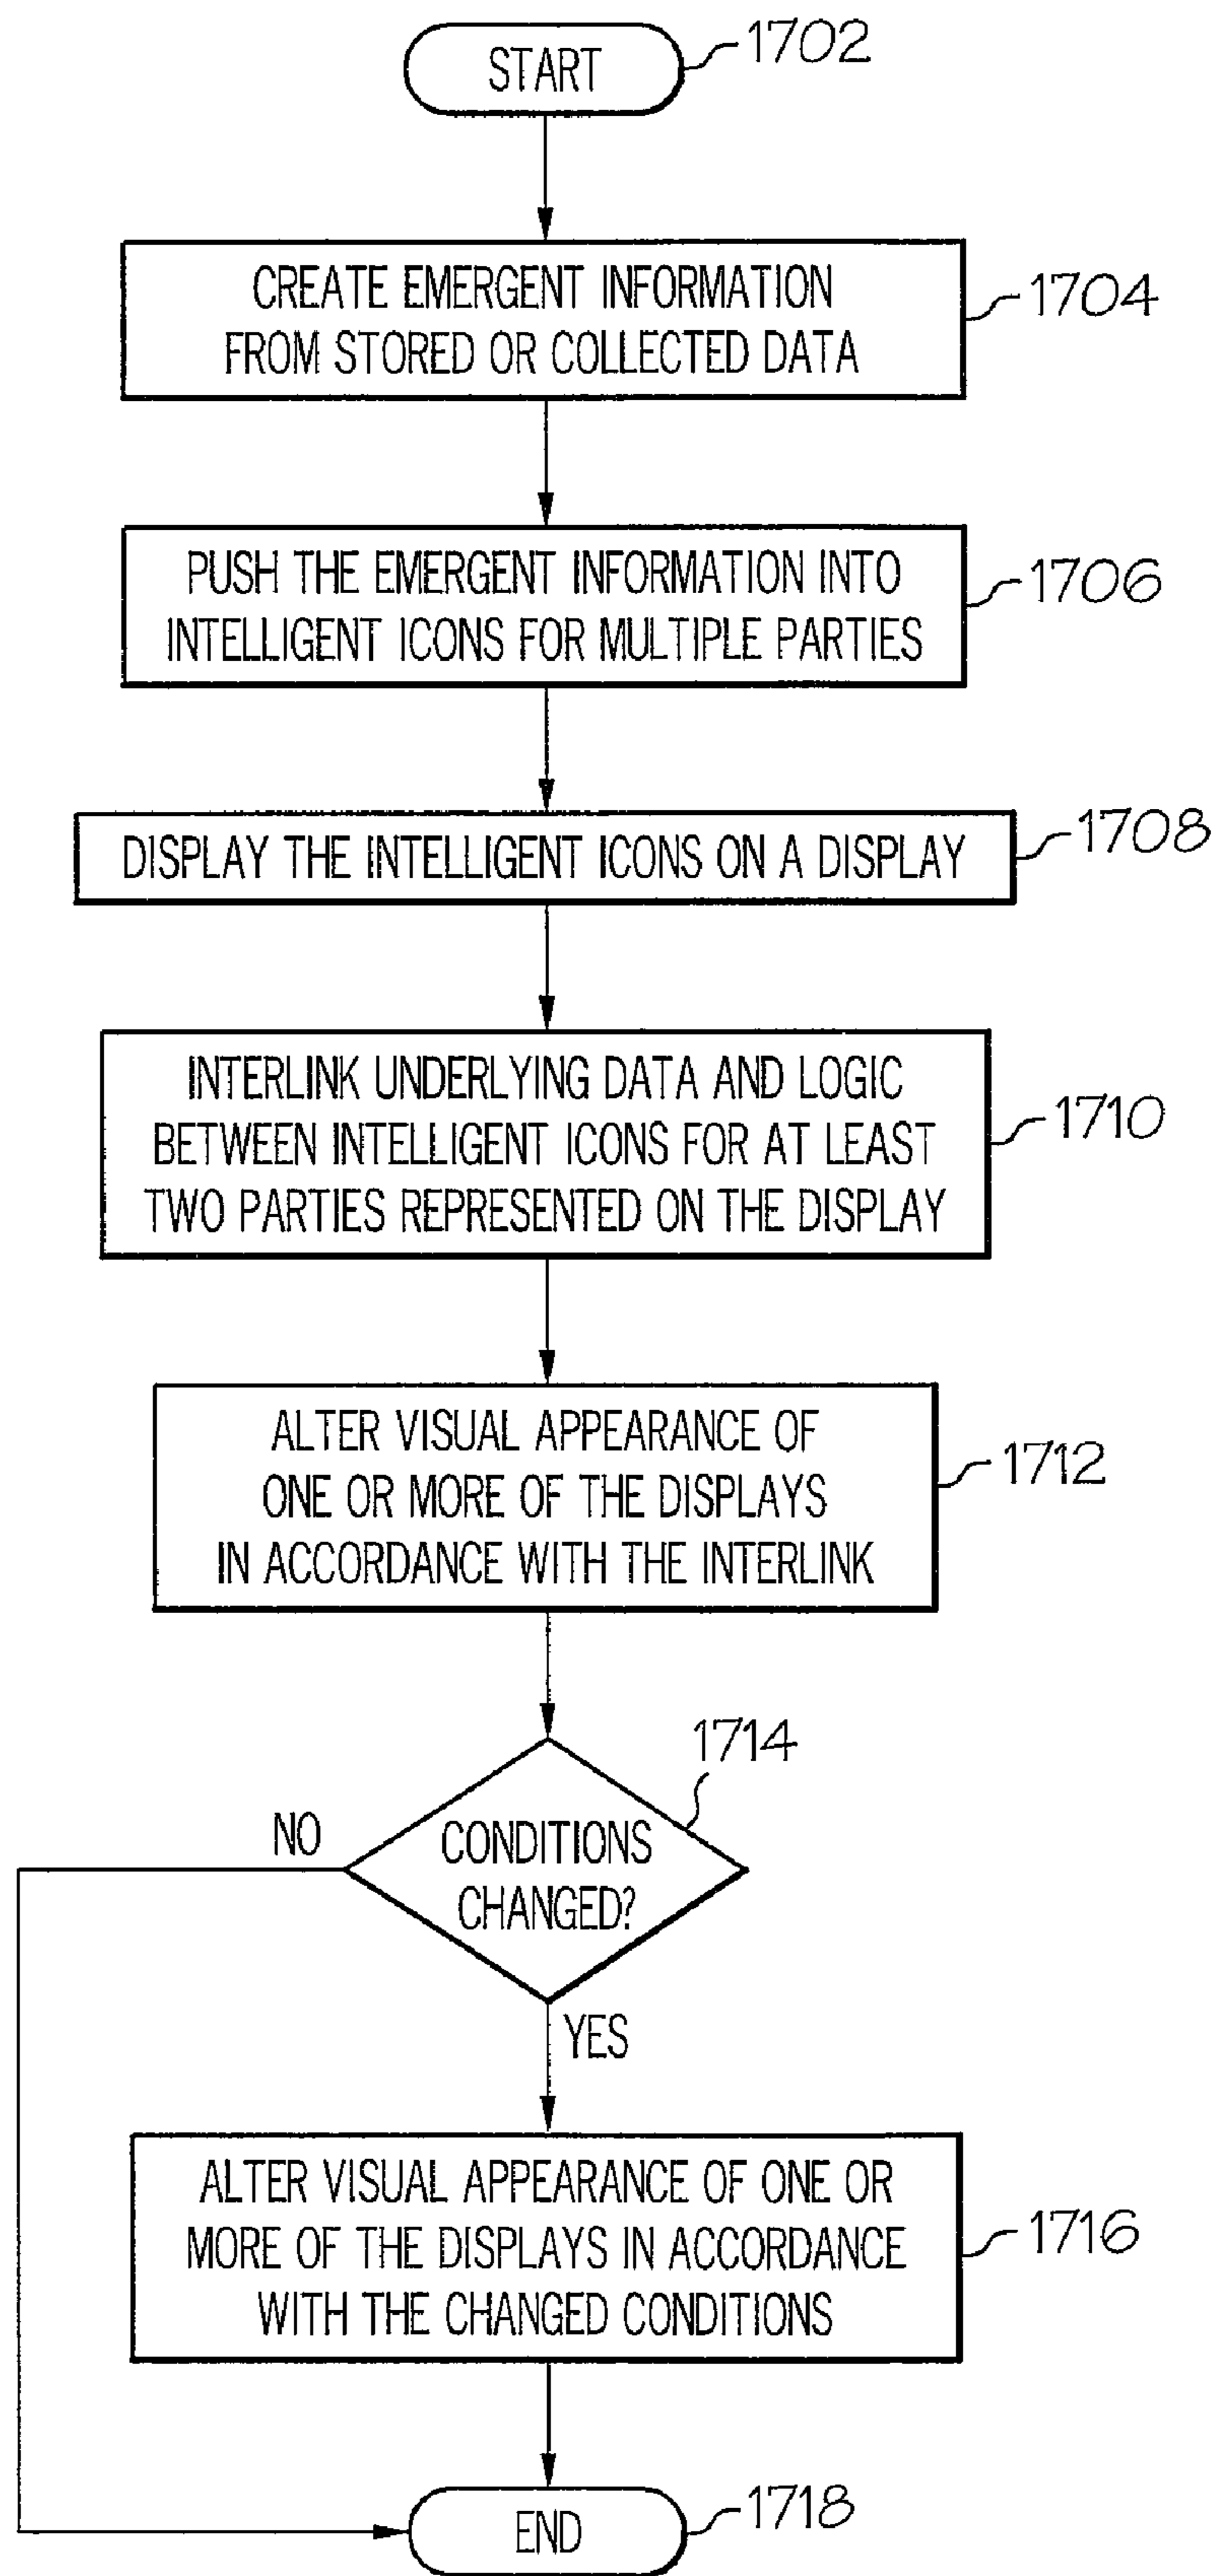 START
1702
CREATE EMERGENT INFORMATION
FROM STORED OR COLLECTED DATA
1704
PUSH THE EMERGENT INFORMATION INTO
INTELLIGENT ICONS FOR MULTIPLE PARTIES
1706
DISPLAY THE INTELLIGENT ICONS ON A DISPLAY
1708
INTERLINK UNDERLYING DATA AND LOGIC
BETWEEN INTELLIGENT ICONS FOR AT LEAST
TWO PARTIES REPRESENTED ON THE DISPLAY
1710
ALTER VISUAL APPEARANCE OF
ONE OR MORE OF THE DISPLAYS
IN ACCORDANCE WITH THE INTERLINK
1712
1714
NO
CONDITIONS
CHANGED?
YES
ALTER VISUAL APPEARANCE OF ONE OR
MORE OF THE DISPLAYS IN ACCORDANCE
WITH THE CHANGED CONDITIONS
1716
END
1718